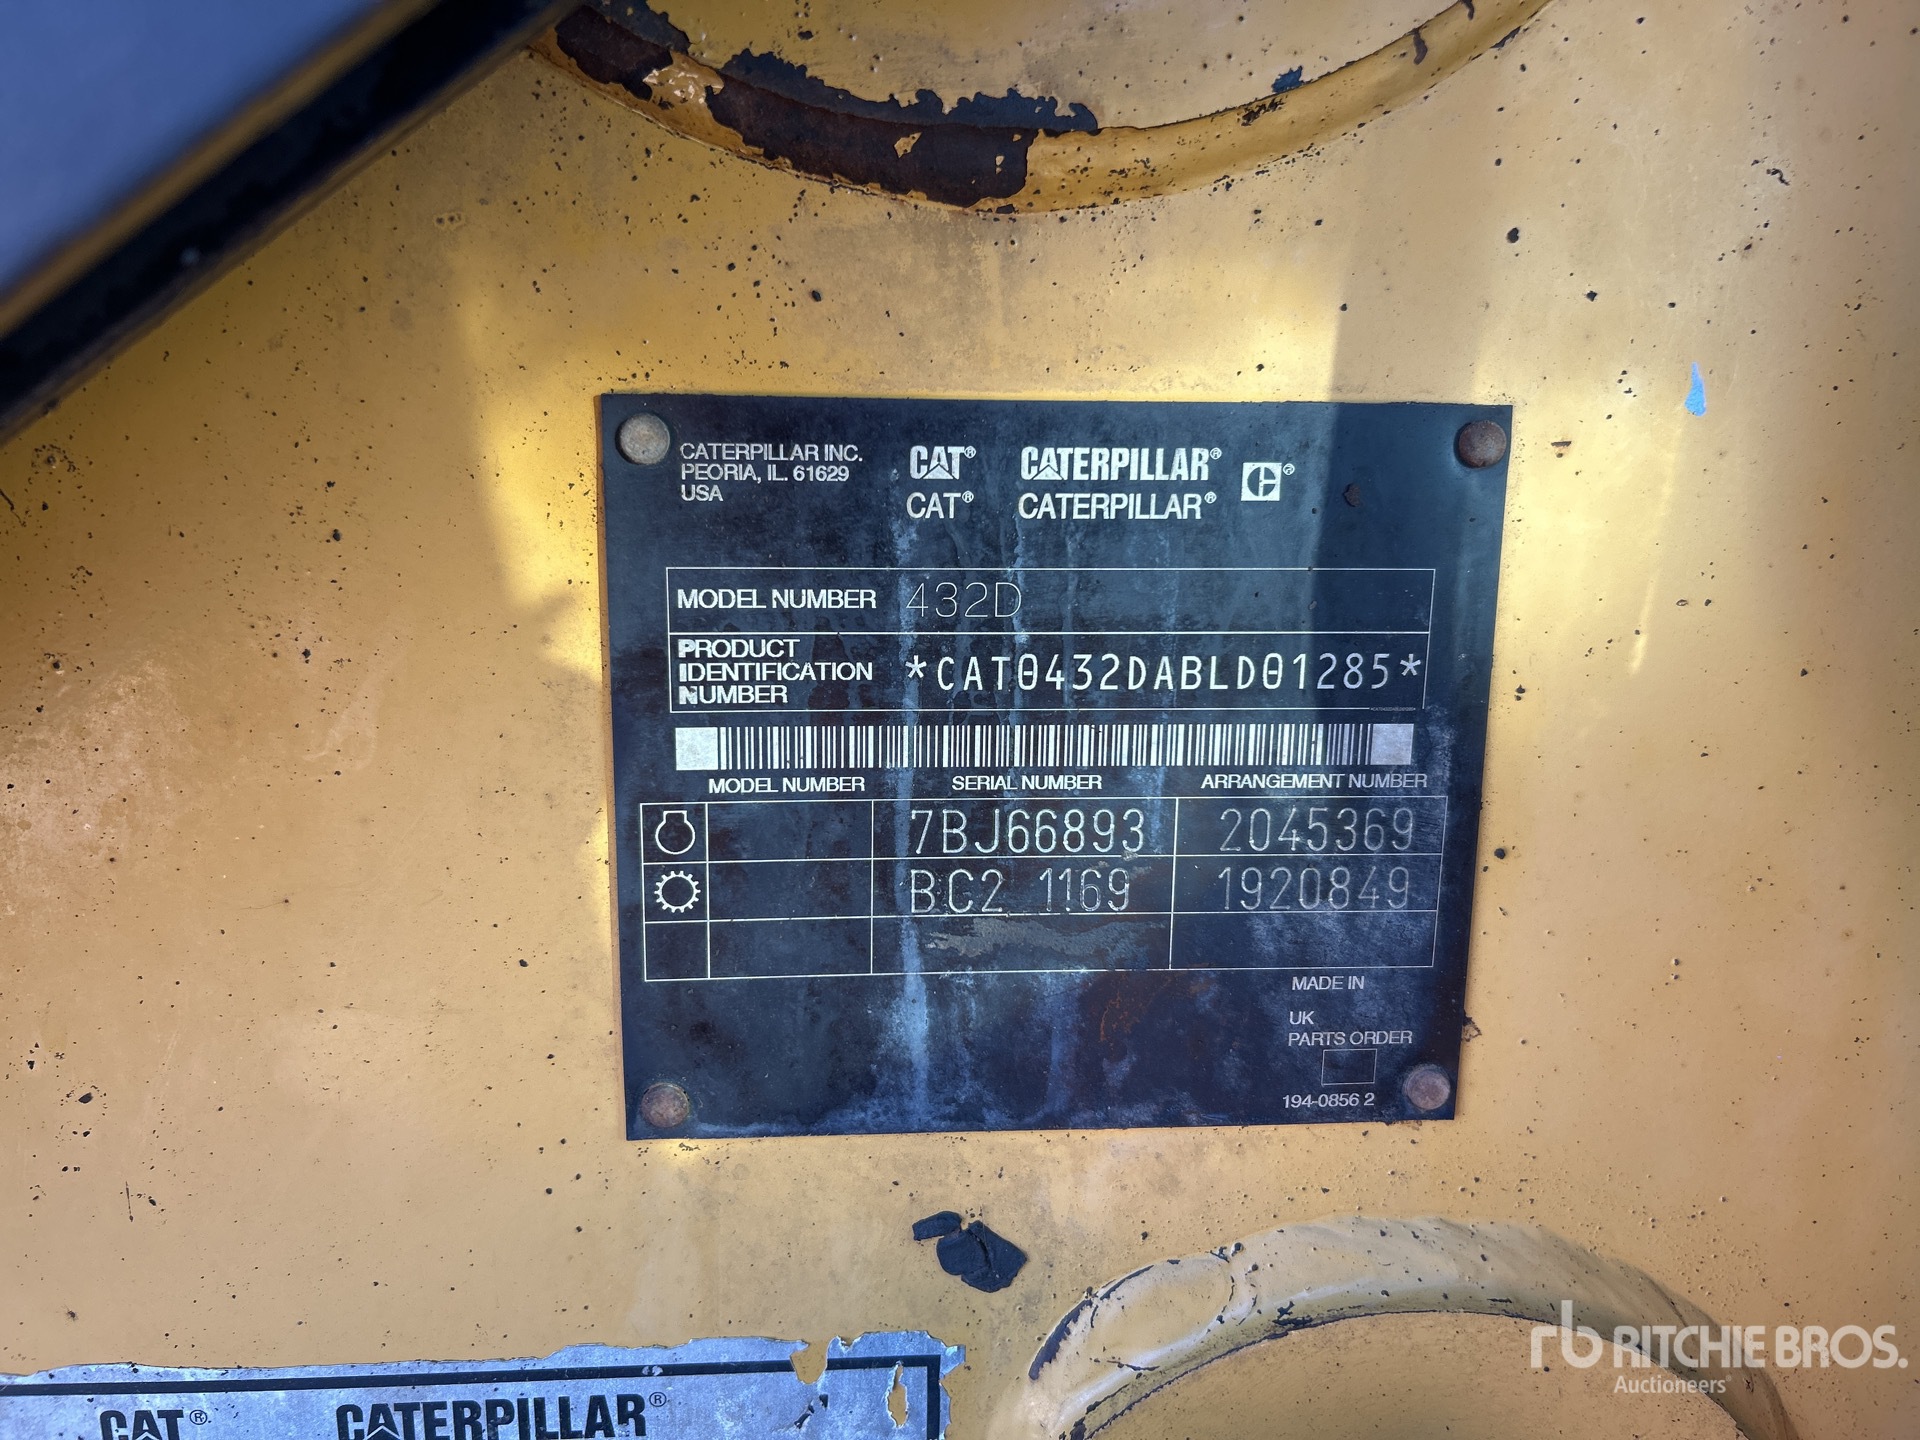 CATERPILLAR INC.
PEORIA, IL. 61629
USA
CAT® CATERPILLAR® ®
CAT® CATERPILLAR®
MODEL NUMBER 432D
PRODUCT
IDENTIFICATION
NUMBER *CAT0432DABLD01285*
MODEL NUMBER SERIAL NUMBER ARRANGEMENT NUMBER
7BJ66893 2045369
BC2 1169 1920849
MADE IN
UK
PARTS ORDER
194-0856 2
CAT® CATERPILLAR®
rb RITCHIE BROS.
Auctioneers